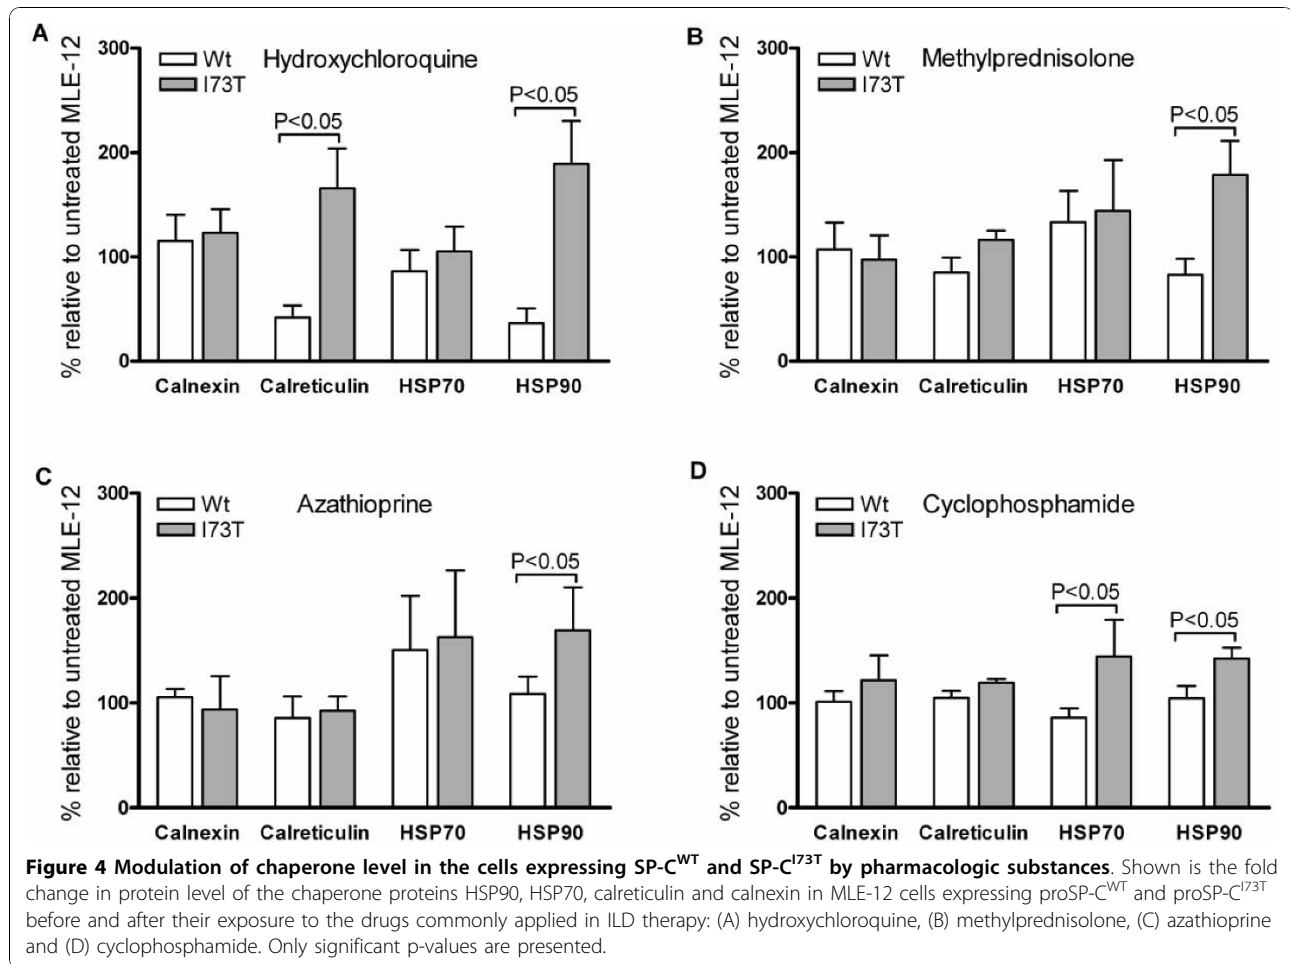 A
300
Wt
I73T
Hydroxychloroquine
P<0.05
P<0.05
200
100
0
% relative to untreated MLE-12
Calnexin Calreticulin HSP70 HSP90
B
300
Wt
I73T
Methylprednisolone
P<0.05
200
100
0
% relative to untreated MLE-12
Calnexin Calreticulin HSP70 HSP90
C
300
Wt
I73T
Azathioprine
P<0.05
200
100
0
% relative to untreated MLE-12
Calnexin Calreticulin HSP70 HSP90
D
300
Wt
I73T
Cyclophosphamide
P<0.05
P<0.05
200
100
0
% relative to untreated MLE-12
Calnexin Calreticulin HSP70 HSP90
Figure 4 Modulation of chaperone level in the cells expressing SP-C^WT and SP-C^I73T by pharmacologic substances. Shown is the fold
change in protein level of the chaperone proteins HSP90, HSP70, calreticulin and calnexin in MLE-12 cells expressing proSP-C^WT and proSP-C^I73T
before and after their exposure to the drugs commonly applied in ILD therapy: (A) hydroxychloroquine, (B) methylprednisolone, (C) azathioprine
and (D) cyclophosphamide. Only significant p-values are presented.